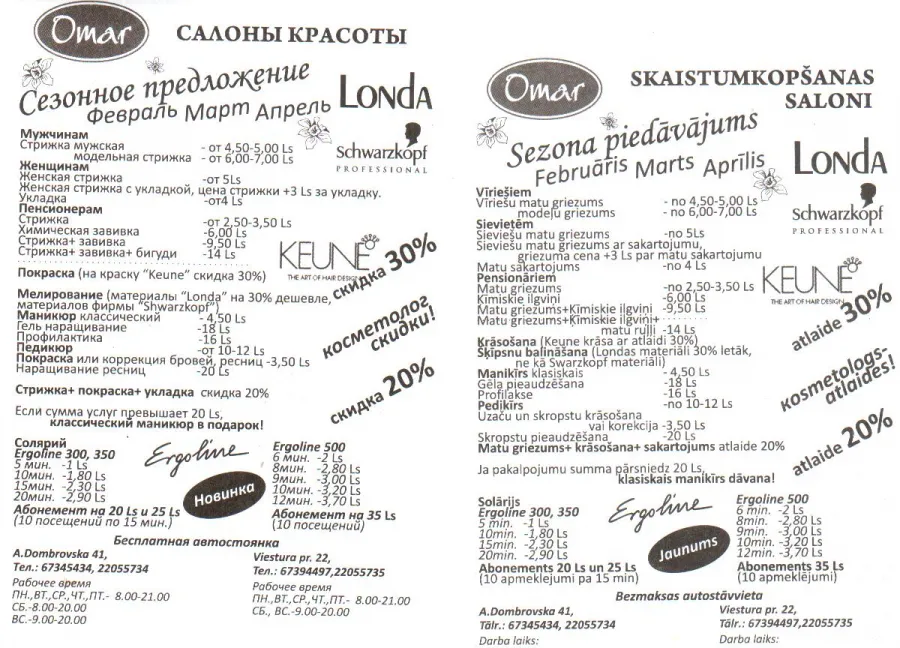 Omar
САЛОНЫ КРАСОТЫ
Сезонное предложение
Февраль Март Апрель
LONDA
Schwarzkopf
PROFESSIONAL
Мужчинам
Стрижка мужская - от 4,50-5,00 Ls
модельная стрижка - от 6,00-7,00 Ls
Женщинам
Женская стрижка -от 5Ls
Женская стрижка с укладкой, цена стрижки +3 Ls за укладку.
Укладка -от4 Ls
Пенсионерам
Стрижка -от 2,50-3,50 Ls
Химическая завивка -6,00 Ls
Стрижка+ завивка -9,50 Ls
Стрижка+ завивка+ бигуди -14 Ls
KEUNE
THE ART OF HAIR DESIGN
Покраска (на краску "Keune" скидка 30%)
скидка 30%
Мелирование (материалы "Londa" на 30% дешевле,
материалов фирмы "Shwarzkopf")
Маникюр классический - 4,50 Ls
Гель наращивание -18 Ls
Профилактика -16 Ls
Педикюр -от 10-12 Ls
Покраска или коррекция бровей, ресниц -3,50 Ls
Наращивание ресниц -20 Ls
косметолог
скидки!
Стрижка+ покраска+ укладка скидка 20%
скидка 20%
Если сумма услуг превышает 20 Ls,
классический маникюр в подарок!
Солярий
Ergoline 300, 350
5 мин. -1 Ls
10мин. -1,80 Ls
15мин. -2,30 Ls
20мин. -2,90 Ls
Абонемент на 20 Ls и 25 Ls
(10 посещений по 15 мин.)
Ergoline
Новинка
Ergoline 500
6 мин. -2 Ls
8мин. -2,80 Ls
9мин. -3,00 Ls
10мин. -3,20 Ls
12мин. -3,70 Ls
Абонемент на 35 Ls
(10 посещений)
Бесплатная автостоянка
A.Dombrovska 41,
Тел.: 67345434, 22055734
Рабочее время
ПН.,ВТ.,СР.,ЧТ.,ПТ.- 8.00-21.00
СБ.-8.00-20.00
ВС.-9.00-20.00
Viestura pr. 22,
Тел.: 67394497,22055735
Рабочее время
ПН.,ВТ.,СР.,ЧТ.,ПТ.- 8.00-21.00
СБ., ВС.-9.00-20.00
Omar
SKAISTUMKOPŠANAS
SALONI
Sezona piedāvājums
Februāris Marts Aprīlis
LONDA
Schwarzkopf
PROFESSIONAL
Vīriešiem
Vīriešu matu griezums - no 4,50-5,00 Ls
modeļu griezums - no 6,00-7,00 Ls
Sievietēm
Sieviešu matu griezums -no 5Ls
Sieviešu matu griezums ar sakārtojumu,
griezuma cena +3 Ls par matu sakārtojumu
Matu sakārtojums -no 4 Ls
Pensionāriem
Matu griezums -no 2,50-3,50 Ls
Ķīmiskie ilgviņi -6,00 Ls
Matu griezums+Ķīmiskie ilgviņi -9,50 Ls
Matu griezums+Ķīmiskie ilgviņi+
matu ruļļi -14 Ls
KEUNE
THE ART OF HAIR DESIGN
Krāsošana (Keune krāsa ar atlaidi 30%)
atlaide 30%
Šķipsnu balināšana (Londas materiāli 30% lētāk,
ne kā Swarzkopf materiāli)
Manikīrs klasiskais - 4,50 Ls
Gēla pieaudzēšana -18 Ls
Profilakse -16 Ls
Pedikīrs -no 10-12 Ls
Uzaču un skropstu krāsošana
vai korekcija -3,50 Ls
Skropstu pieaudzēšana -20 Ls
kosmetologs-
atlaides!
Matu griezums+ krāsošana+ sakārtojums atlaide 20%
atlaide 20%
Ja pakalpojumu summa pārsniedz 20 Ls,
klasiskais manikīrs dāvana!
Solārijs
Ergoline 300, 350
5 min. -1 Ls
10min. -1,80 Ls
15min. -2,30 Ls
20min. -2,90 Ls
Abonements 20 Ls un 25 Ls
(10 apmeklējumi pa 15 min)
Ergoline
Jaunums
Ergoline 500
6 min. -2 Ls
8min. -2,80 Ls
9min. -3,00 Ls
10min. -3,20 Ls
12min. -3,70 Ls
Abonements 35 Ls
(10 apmeklējumi)
Bezmaksas autostāvvieta
A.Dombrovska 41,
Tālr.: 67345434, 22055734
Darba laiks:
Viestura pr. 22,
Tālr.: 67394497,22055735
Darba laiks: